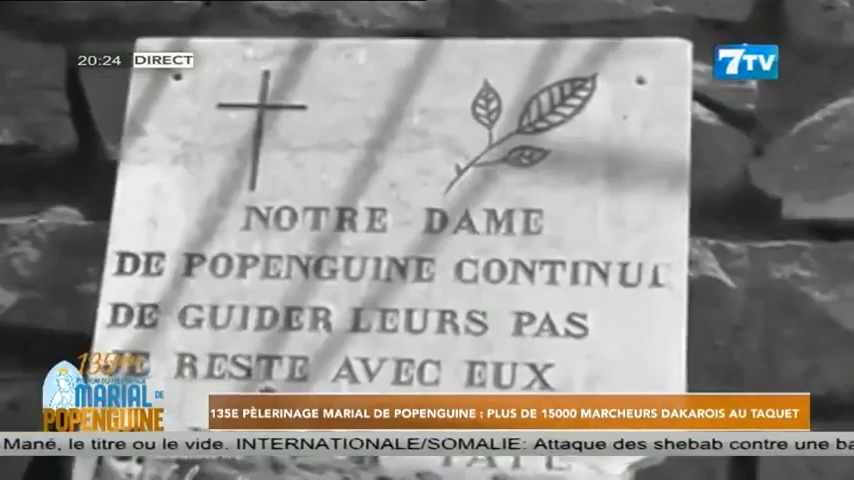 20:24 DIRECT
7TV
NOTRE DAME
DE POPENGUINE CONTINUE
DE GUIDER LEURS PAS
RESTE AVEC EUX
135ème
MARIAL DE
POPENGUINE
135E PÈLERINAGE MARIAL DE POPENGUINE : PLUS DE 15000 MARCHEURS DAKAROIS AU TAQUET
Mané, le titre ou le vide. INTERNATIONALE/SOMALIE: Attaque des shebab contre une ba